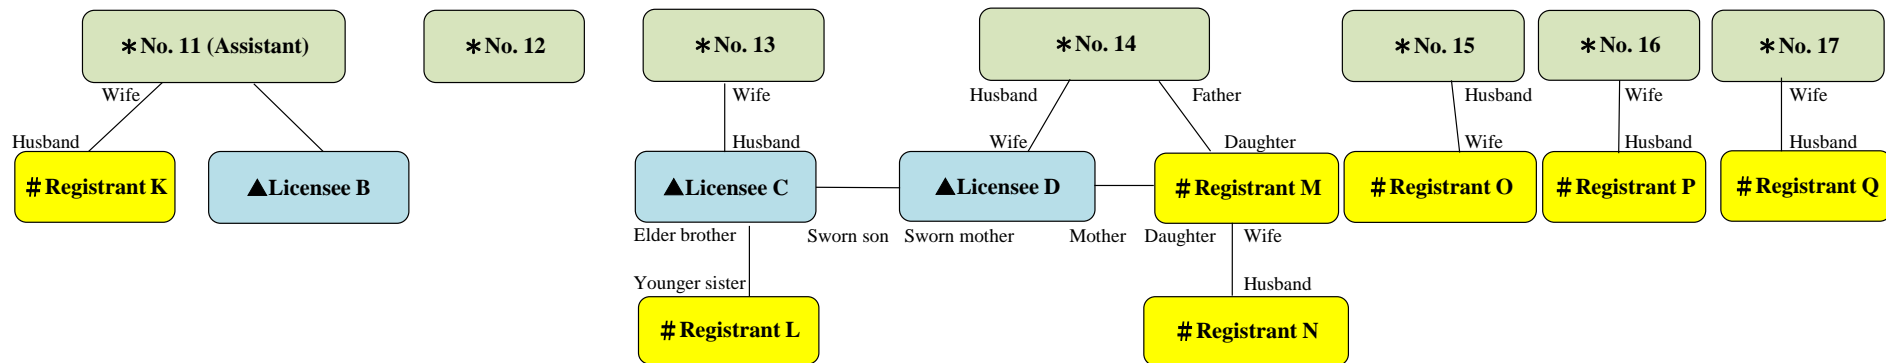 *No. 11 (Assistant)
*No. 12
*No. 13
*No. 14
*No. 15
*No. 16
*No. 17
Wife
Wife
Husband
Father
Husband
Wife
Wife
Husband
Husband
Wife
Daughter
Wife
Husband
Husband
#Registrant K
▲Licensee B
▲Licensee C
▲Licensee D
#Registrant M
#Registrant O
#Registrant P
#Registrant Q
Elder brother
Sworn son
Sworn mother
Mother
Daughter
Wife
Younger sister
Husband
#Registrant L
#Registrant N